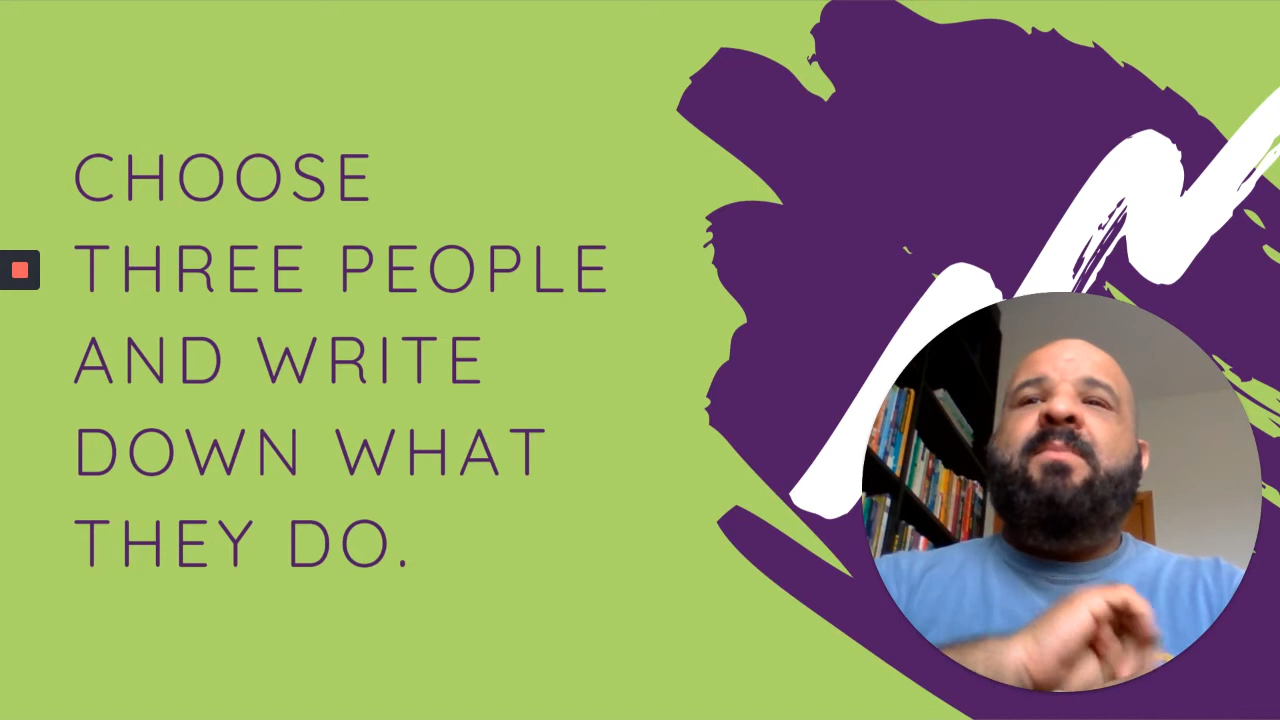 CHOOSE
THREE PEOPLE
AND WRITE
DOWN WHAT
THEY DO.